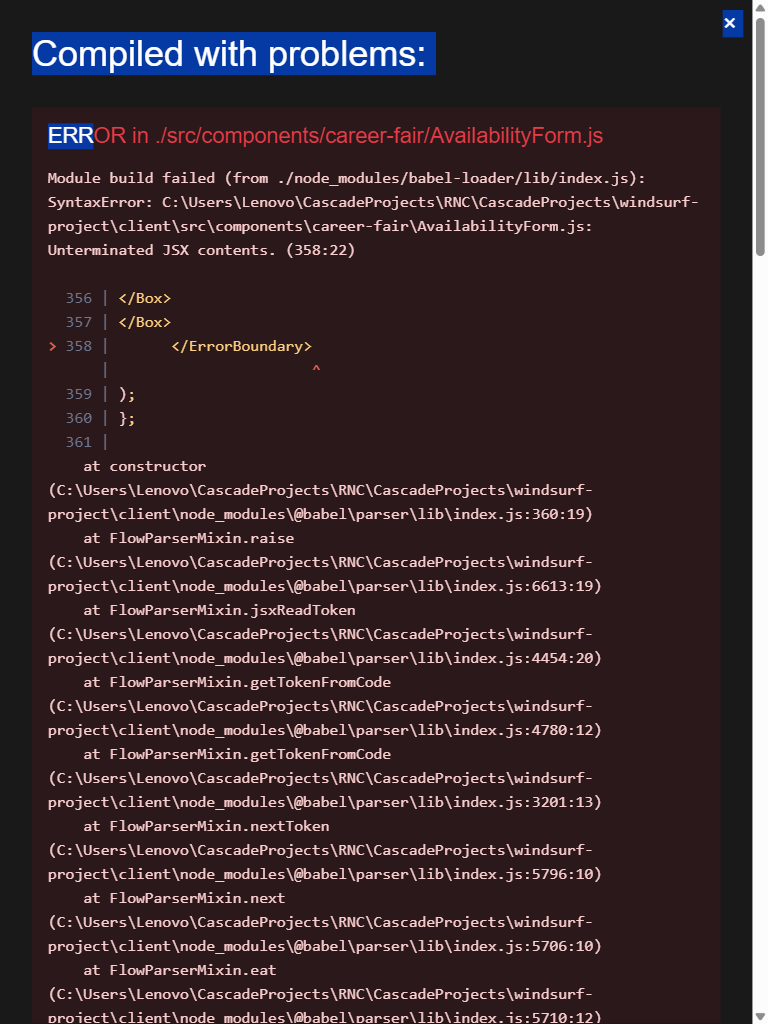 ×
Compiled with problems:
ERROR in ./src/components/career-fair/AvailabilityForm.js
Module build failed (from ./node_modules/babel-loader/lib/index.js):
SyntaxError: C:\Users\Lenovo\CascadeProjects\RNC\CascadeProjects\windsurf-
project\client\src\components\career-fair\AvailabilityForm.js:
Unterminated JSX contents. (358:22)
  356 | </Box>
  357 | </Box>
> 358 |       </ErrorBoundary>
      |                       ^
  359 | );
  360 | };
  361 |
    at constructor
(C:\Users\Lenovo\CascadeProjects\RNC\CascadeProjects\windsurf-
project\client\node_modules\@babel\parser\lib\index.js:360:19)
    at FlowParserMixin.raise
(C:\Users\Lenovo\CascadeProjects\RNC\CascadeProjects\windsurf-
project\client\node_modules\@babel\parser\lib\index.js:6613:19)
    at FlowParserMixin.jsxReadToken
(C:\Users\Lenovo\CascadeProjects\RNC\CascadeProjects\windsurf-
project\client\node_modules\@babel\parser\lib\index.js:4454:20)
    at FlowParserMixin.getTokenFromCode
(C:\Users\Lenovo\CascadeProjects\RNC\CascadeProjects\windsurf-
project\client\node_modules\@babel\parser\lib\index.js:4780:12)
    at FlowParserMixin.getTokenFromCode
(C:\Users\Lenovo\CascadeProjects\RNC\CascadeProjects\windsurf-
project\client\node_modules\@babel\parser\lib\index.js:3201:13)
    at FlowParserMixin.nextToken
(C:\Users\Lenovo\CascadeProjects\RNC\CascadeProjects\windsurf-
project\client\node_modules\@babel\parser\lib\index.js:5796:10)
    at FlowParserMixin.next
(C:\Users\Lenovo\CascadeProjects\RNC\CascadeProjects\windsurf-
project\client\node_modules\@babel\parser\lib\index.js:5706:10)
    at FlowParserMixin.eat
(C:\Users\Lenovo\CascadeProjects\RNC\CascadeProjects\windsurf-
project\client\node_modules\@babel\parser\lib\index.js:5710:12)